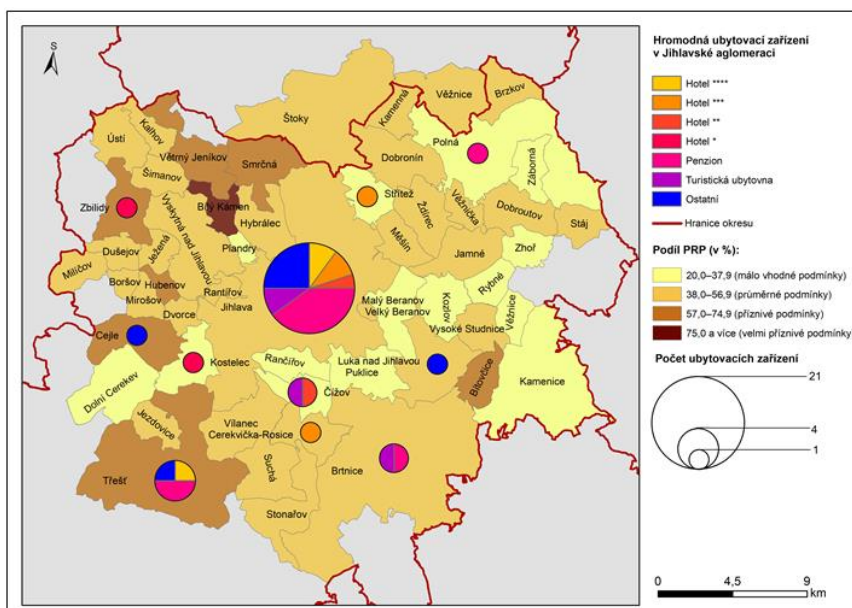 S
Štoky
Kamenná
Věžnice
Brzkov
Ústí
Kalhov
Větrný Jeníkov
Smrčná
Šimanov
Dobronín
Polná
Záborná
Bílý Kamen
Zbilidy
Střítež
Hybrálec
Vyskytná nad Jihlavou
Plandry
Ždírec
Věžnička
Dobroutov
Stáj
Měšín
Dušejov
Ježená
Jamné
Zhoř
Milíčov
Boršov
Hubenov
Rantířov
Mirošov
Jihlava
Malý Beranov
Velký Beranov
Kozlov
Rybné
Věžnice
Dvorce
Vysoké Studnice
Cejle
Kostelec
Rančířov
Luka nad Jihlavou
Puklice
Bítovčice
Kamenice
Dolní Cerekev
Čížov
Jezdovice
Vílanec
Cerekvička-Rosice
Suchá
Brtnice
Třešť
Stonařov
Hromodná ubytovací zařízení
v Jihlavské aglomeraci
Hotel ****
Hotel ***
Hotel **
Hotel *
Penzion
Turistická ubytovna
Ostatní
Hranice okresu
Podíl PRP (v %):
20,0–37,9 (málo vhodné podmínky)
38,0–56,9 (průměrné podmínky)
57,0–74,9 (příznivé podmínky)
75,0 a více (velmi příznivé podmínky)
Počet ubytovacích zařízení
21
4
1
0 4,5 9
km